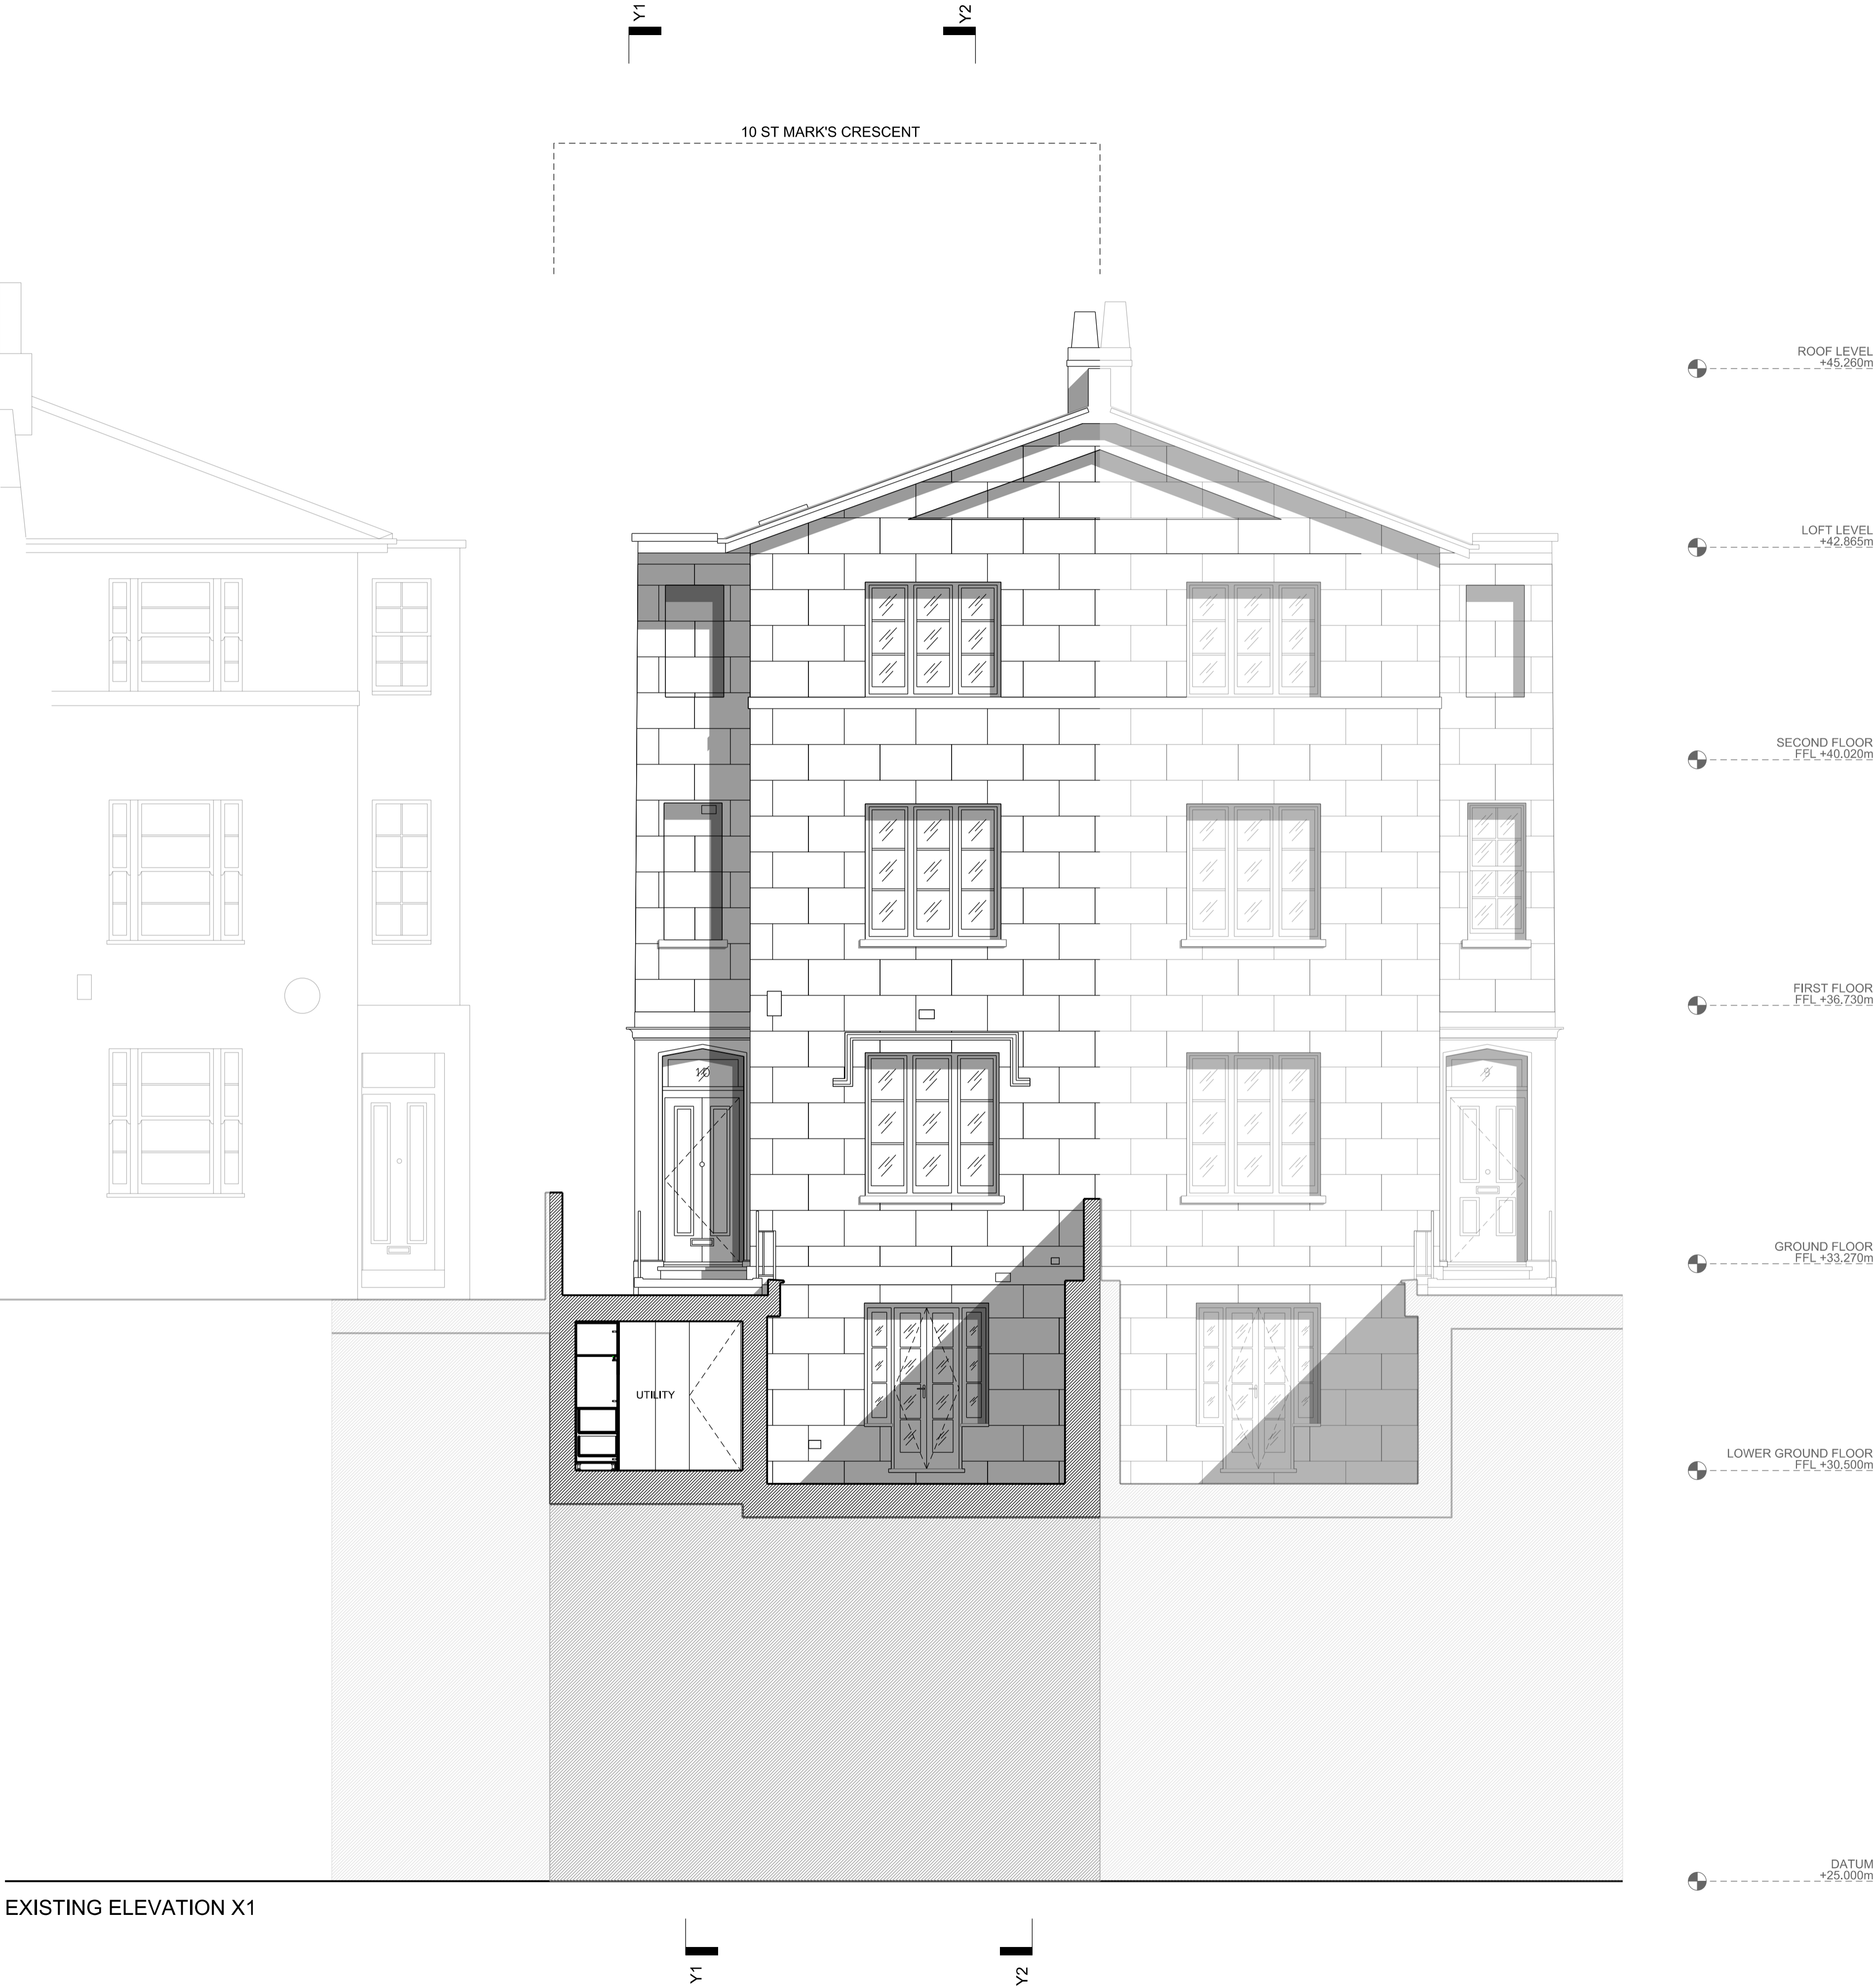 Y1
Y2
10 ST MARK'S CRESCENT
ROOF LEVEL
+45.260m
LOFT LEVEL
+42.865m
SECOND FLOOR
FFL +40.020m
FIRST FLOOR
FFL +36.730m
10
9
GROUND FLOOR
FFL +33.270m
UTILITY
LOWER GROUND FLOOR
FFL +30.500m
DATUM
+25.000m
EXISTING ELEVATION X1
Y1
Y2